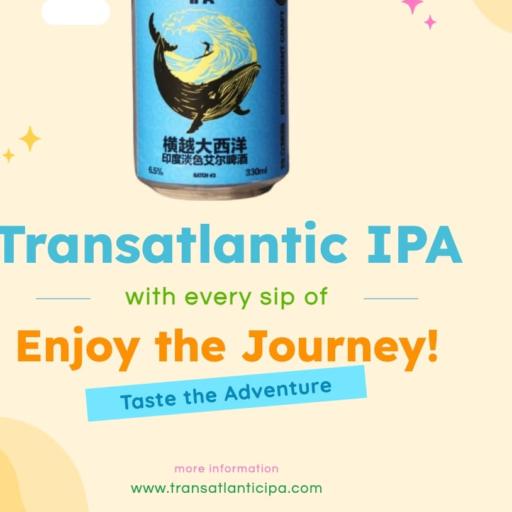 IPA
横越大西洋
印度淡色艾尔啤酒
6.5%
BATCH #3
330ml
Transatlantic IPA
with every sip of
Enjoy the Journey!
Taste the Adventure
more information
www.transatlanticipa.com